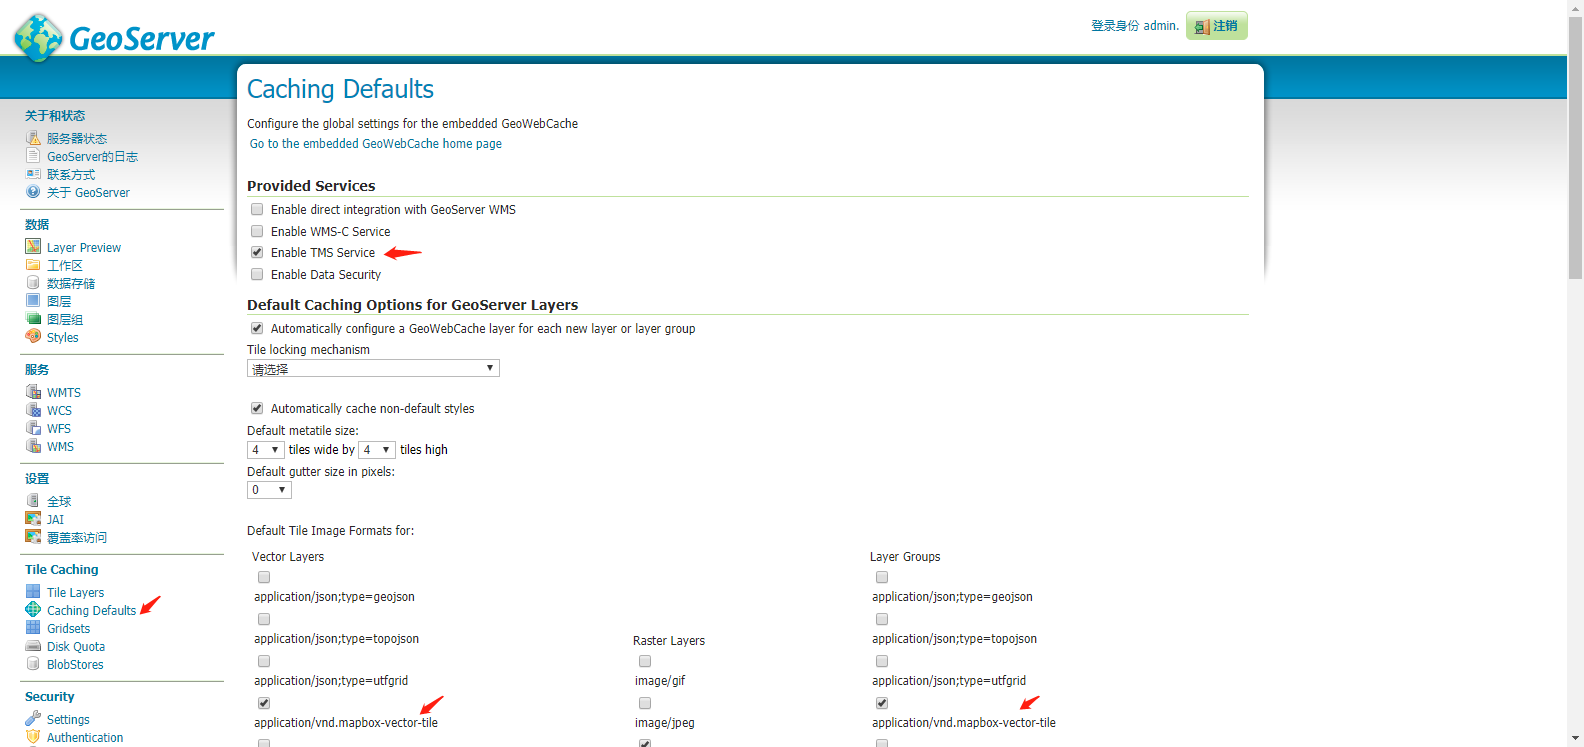 GeoServer
登录身份 admin.
注销
关于和状态
服务器状态
GeoServer的日志
联系方式
关于 GeoServer
数据
Layer Preview
工作区
数据存储
图层
图层组
Styles
服务
WMTS
WCS
WFS
WMS
设置
全球
JAI
覆盖率访问
Tile Caching
Tile Layers
Caching Defaults
Gridsets
Disk Quota
BlobStores
Security
Settings
Authentication
Caching Defaults
Configure the global settings for the embedded GeoWebCache
Go to the embedded GeoWebCache home page
Provided Services
Enable direct integration with GeoServer WMS
Enable WMS-C Service
Enable TMS Service
Enable Data Security
Default Caching Options for GeoServer Layers
Automatically configure a GeoWebCache layer for each new layer or layer group
Tile locking mechanism
请选择
Automatically cache non-default styles
Default metatile size:
4 tiles wide by 4 tiles high
Default gutter size in pixels:
0
Default Tile Image Formats for:
Vector Layers
application/json;type=geojson
application/json;type=topojson
application/json;type=utfgrid
application/vnd.mapbox-vector-tile
Raster Layers
image/gif
image/jpeg
Layer Groups
application/json;type=geojson
application/json;type=topojson
application/json;type=utfgrid
application/vnd.mapbox-vector-tile